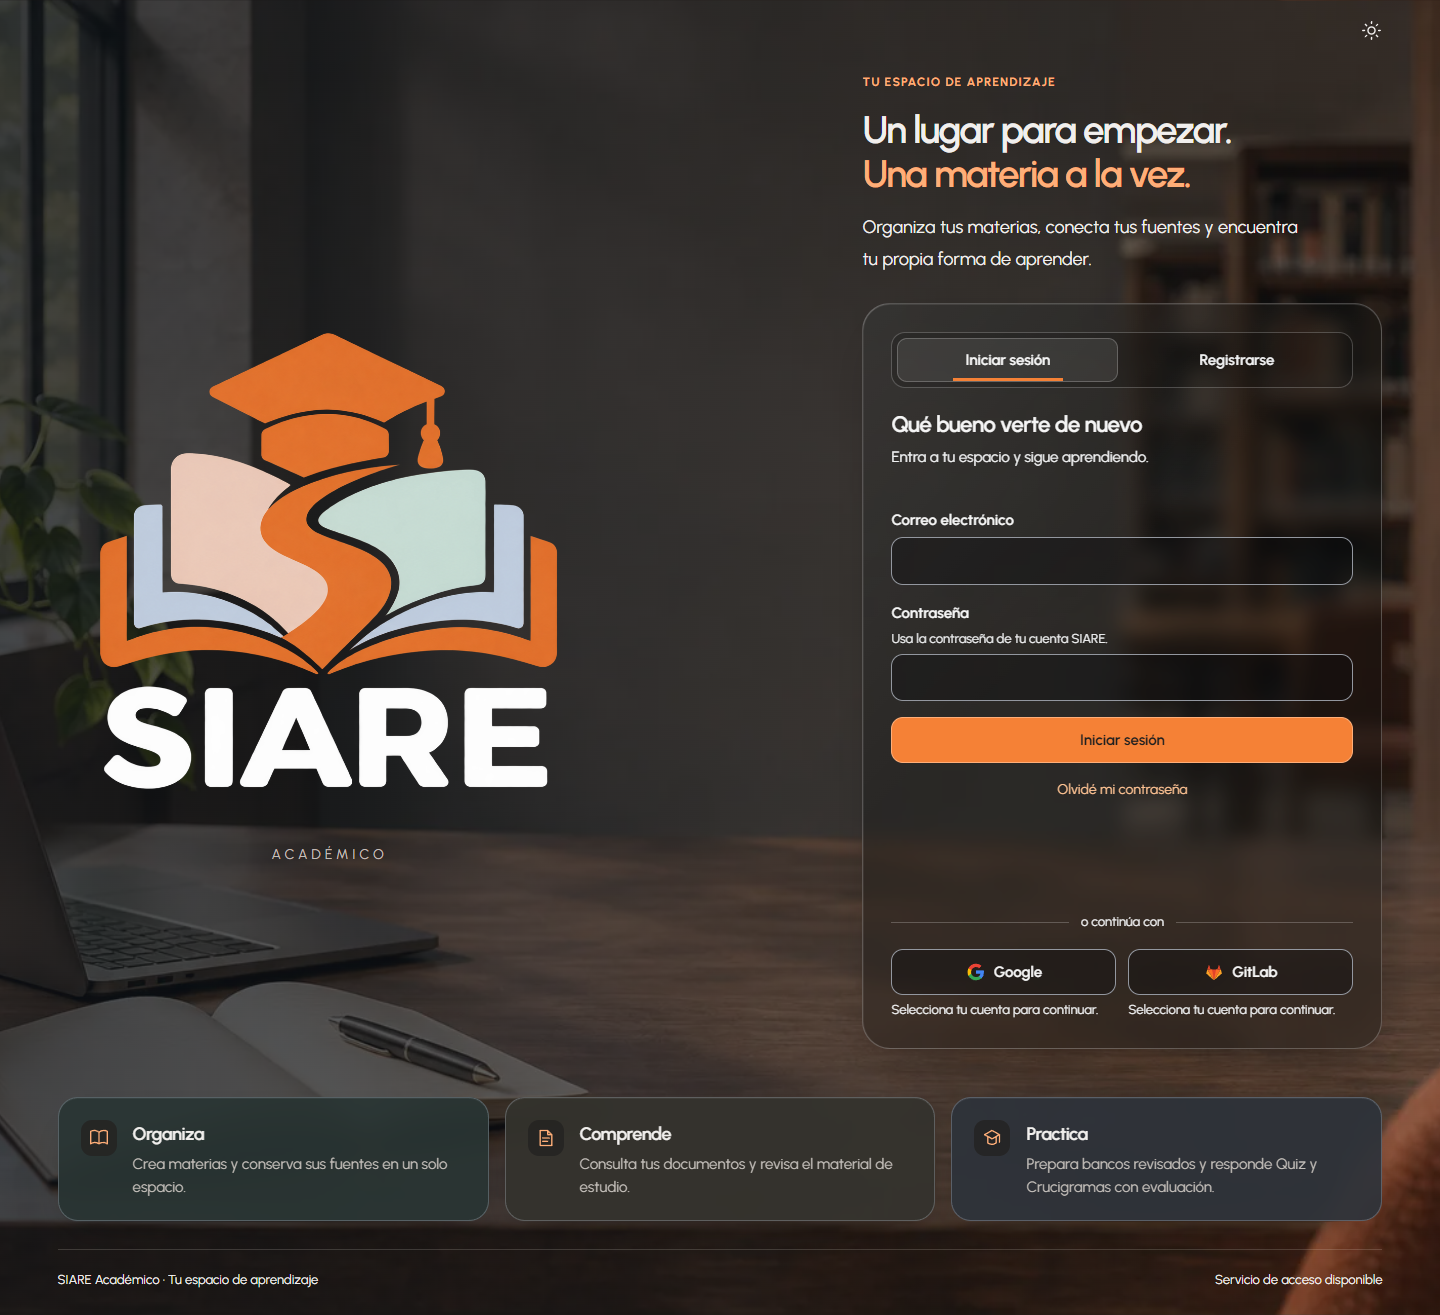 TU ESPACIO DE APRENDIZAJE
Un lugar para empezar.
Una materia a la vez.
Organiza tus materias, conecta tus fuentes y encuentra
tu propia forma de aprender.
SIARE
ACADÉMICO
Iniciar sesión
Registrarse
Qué bueno verte de nuevo
Entra a tu espacio y sigue aprendiendo.
Correo electrónico
Contraseña
Usa la contraseña de tu cuenta SIARE.
Iniciar sesión
Olvidé mi contraseña
o continúa con
Google
GitLab
Selecciona tu cuenta para continuar.
Selecciona tu cuenta para continuar.
Organiza
Crea materias y conserva sus fuentes en un solo
espacio.
Comprende
Consulta tus documentos y revisa el material de
estudio.
Practica
Prepara bancos revisados y responde Quiz y
Crucigramas con evaluación.
SIARE Académico · Tu espacio de aprendizaje
Servicio de acceso disponible